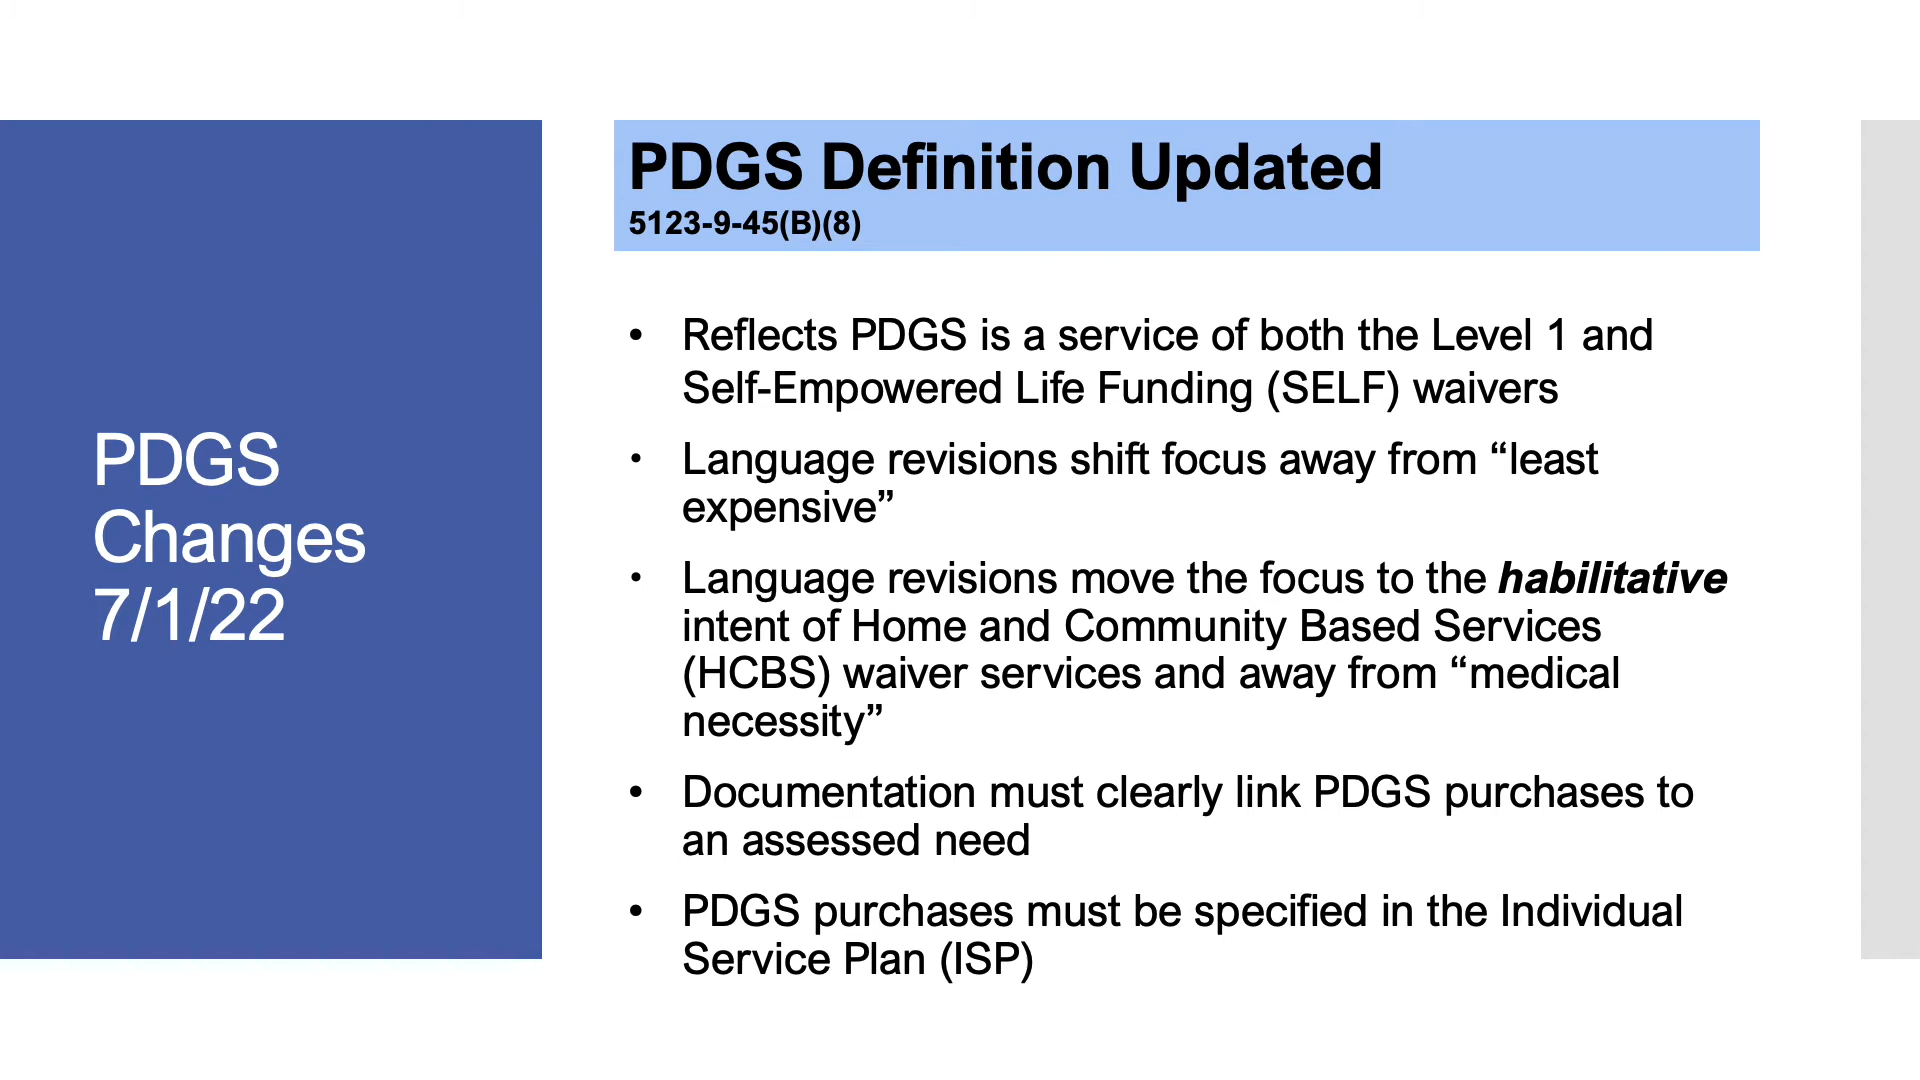 PDGS
Changes
7/1/22
PDGS Definition Updated
5123-9-45(B)(8)
• Reflects PDGS is a service of both the Level 1 and
Self-Empowered Life Funding (SELF) waivers
• Language revisions shift focus away from “least
expensive”
• Language revisions move the focus to the habilitative
intent of Home and Community Based Services
(HCBS) waiver services and away from “medical
necessity”
• Documentation must clearly link PDGS purchases to
an assessed need
• PDGS purchases must be specified in the Individual
Service Plan (ISP)